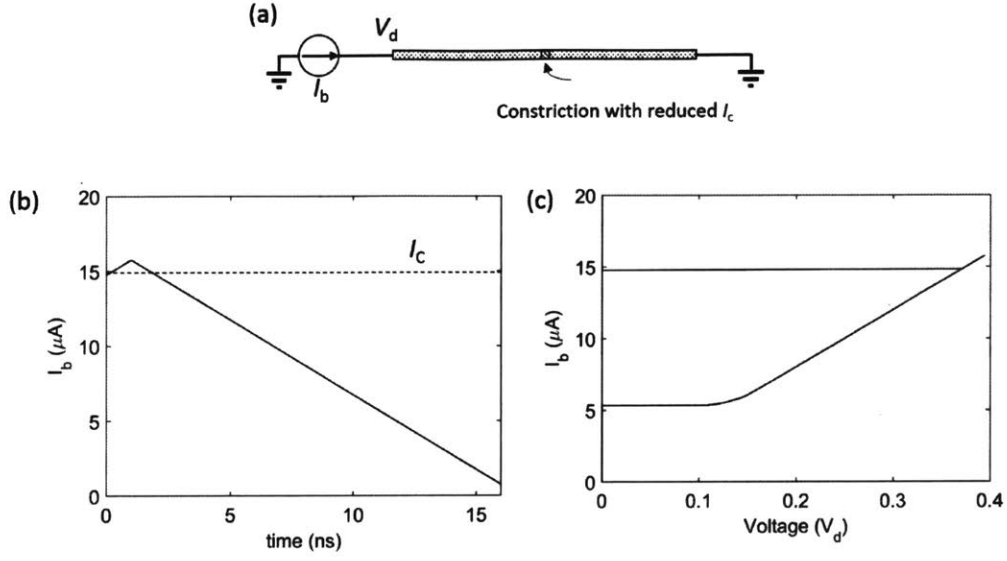 (a)
V_d
I_b
Constriction with reduced I_c
(b)
20
15
10
5
0
I_b (μA)
I_C
0 5 10 15
time (ns)
(c)
20
15
10
5
0
I_b (μA)
0 0.1 0.2 0.3 0.4
Voltage (V_d)